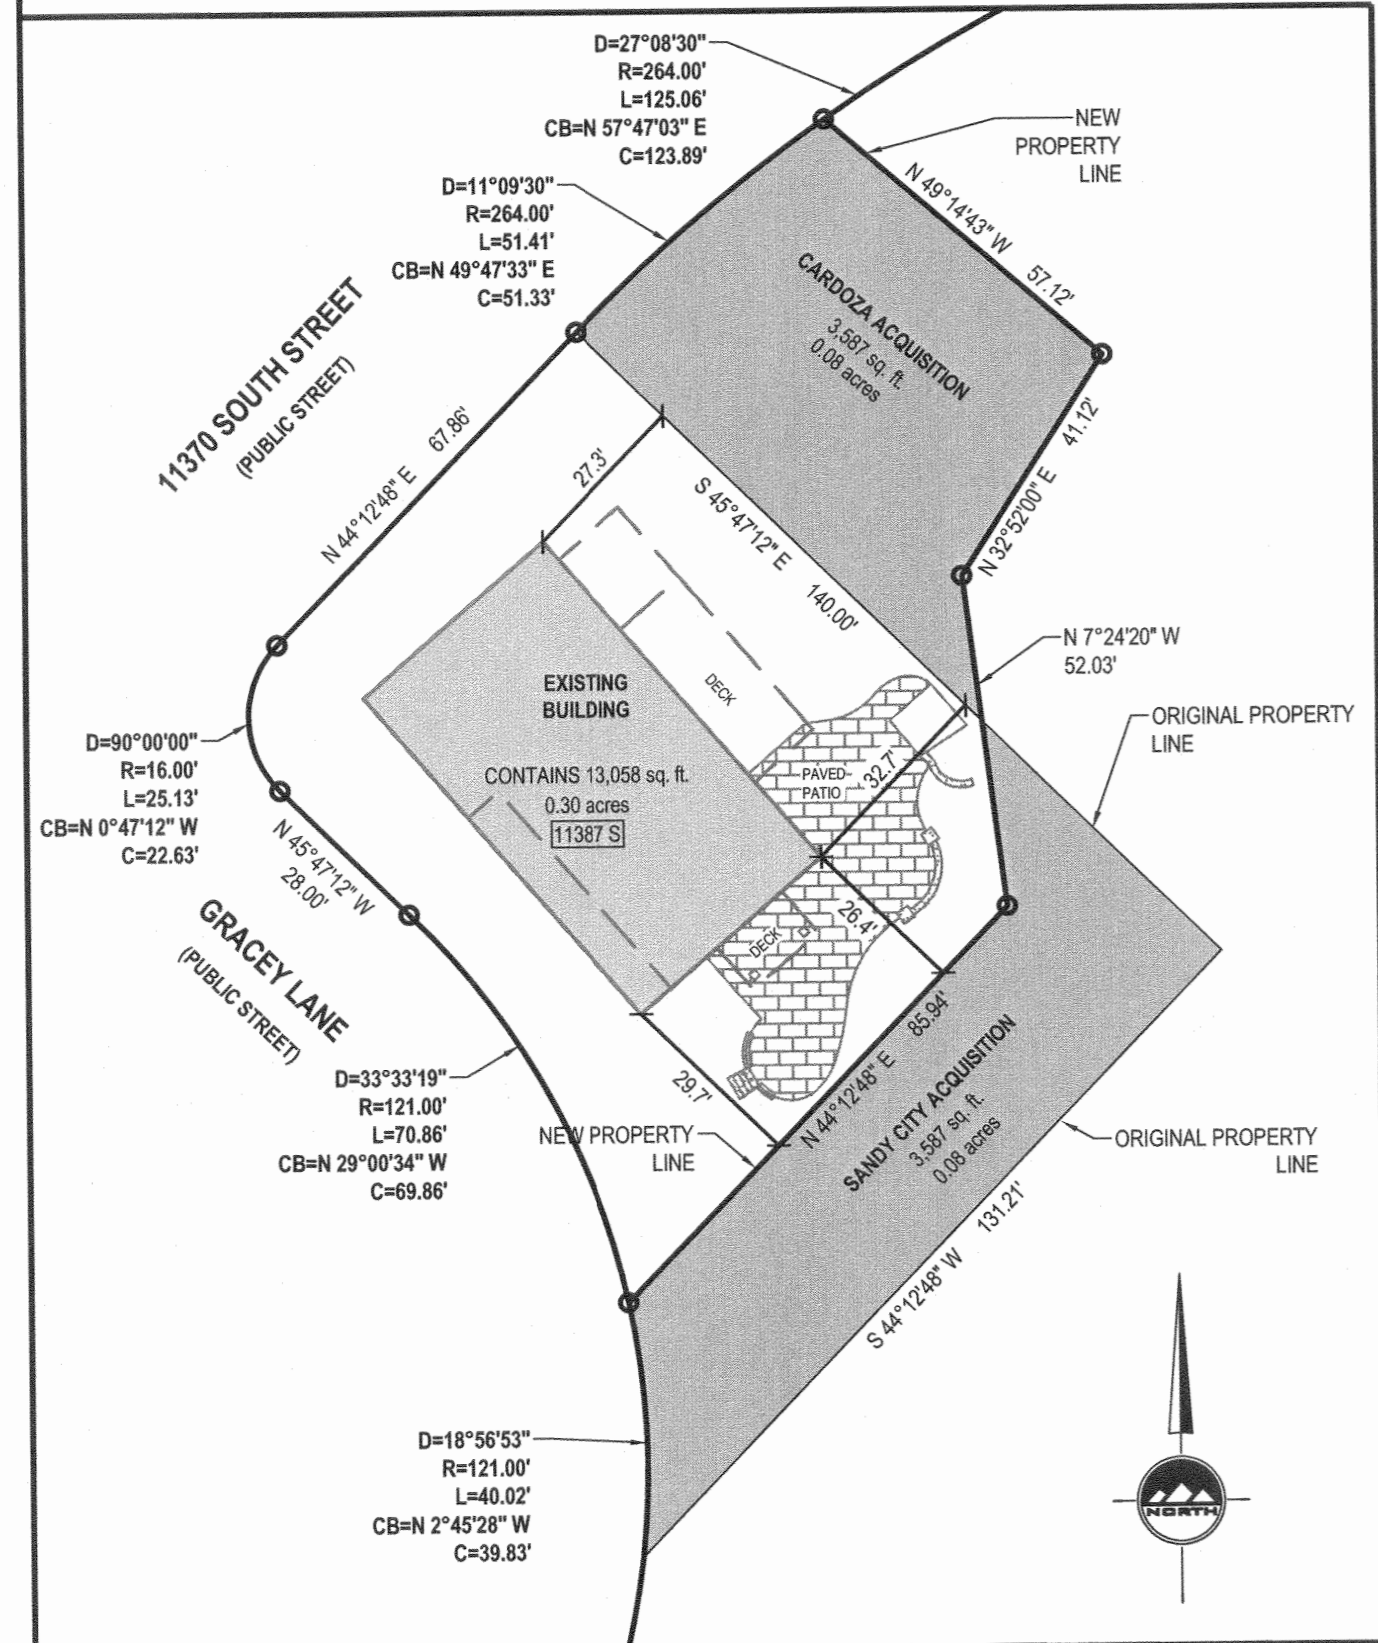 D=27°08'30"
R=264.00'
L=125.06'
CB=N 57°47'03" E
C=123.89'
NEW
PROPERTY
LINE
D=11°09'30"
R=264.00'
L=51.41'
CB=N 49°47'33" E
C=51.33'
N 49°14'43" W 57.12'
CARDOZA ACQUISITION
3,587 sq. ft.
0.08 acres
11370 SOUTH STREET
(PUBLIC STREET)
N 44°12'48" E 67.86'
27.3'
S 45°47'12" E 140.00'
N 32°52'00" E 41.12'
N 7°24'20" W
52.03'
ORIGINAL PROPERTY
LINE
EXISTING
BUILDING
DECK
CONTAINS 13,058 sq. ft.
0.30 acres
11387 S
PAVED
PATIO
32.7'
D=90°00'00"
R=16.00'
L=25.13'
CB=N 0°47'12" W
C=22.63'
N 45°47'12" W
28.00'
GRACEY LANE
(PUBLIC STREET)
26.4'
DECK
29.7'
D=33°33'19"
R=121.00'
L=70.86'
CB=N 29°00'34" W
C=69.86'
NEW PROPERTY
LINE
N 44°12'48" E 85.94'
SANDY CITY ACQUISITION
3,587 sq. ft.
0.08 acres
ORIGINAL PROPERTY
LINE
S 44°12'48" W 131.21'
D=18°56'53"
R=121.00'
L=40.02'
CB=N 2°45'28" W
C=39.83'
NORTH